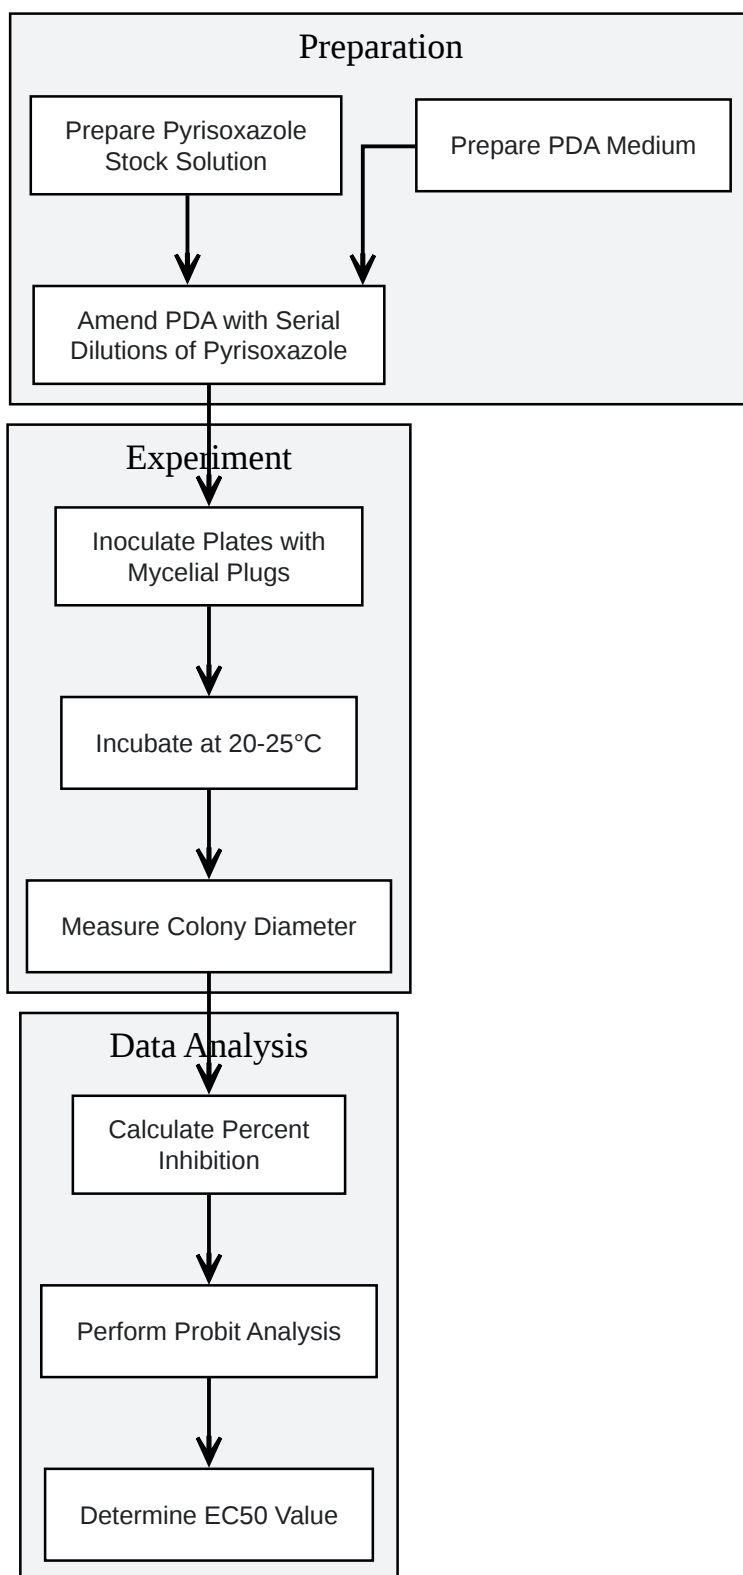 Preparation
Prepare Pyrisoxazole
Stock Solution
Prepare PDA Medium
Amend PDA with Serial
Dilutions of Pyrisoxazole
Experiment
Inoculate Plates with
Mycelial Plugs
Incubate at 20-25°C
Measure Colony Diameter
Data Analysis
Calculate Percent
Inhibition
Perform Probit Analysis
Determine EC50 Value